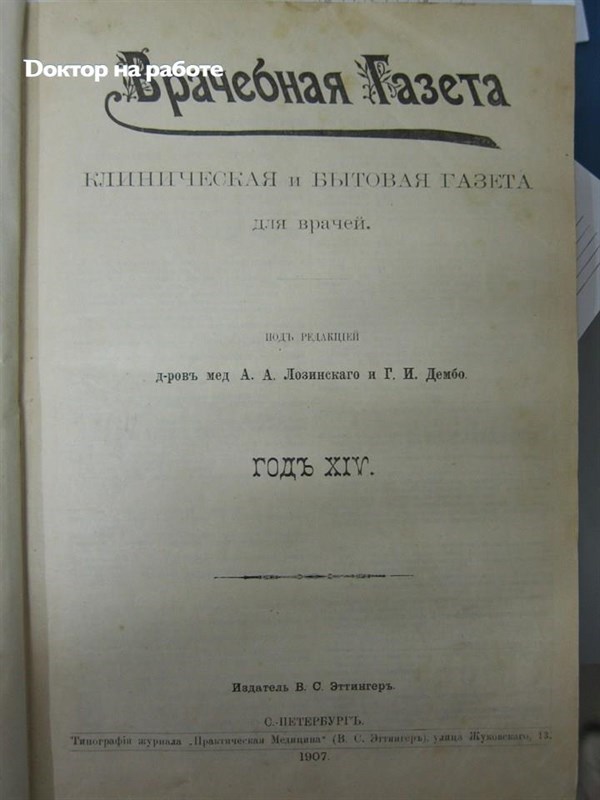 Доктор на работе
Врачебная Газета
КЛИНИЧЕСКАЯ и БЫТОВАЯ ГАЗЕТА
для врачей.
ПОДЪ РЕДАКЦІЕЙ
д-ровъ мед А. А. Лозинскаго и Г. И. Дембо.
ГОДЪ XIV.
Издатель В. С. Эттингеръ.
С.-ПЕТЕРБУРГЪ.
Типографія журнала „Практическая Медицина“ (В. С. Эттингеръ), улица Жуковскаго, 13.
1907.